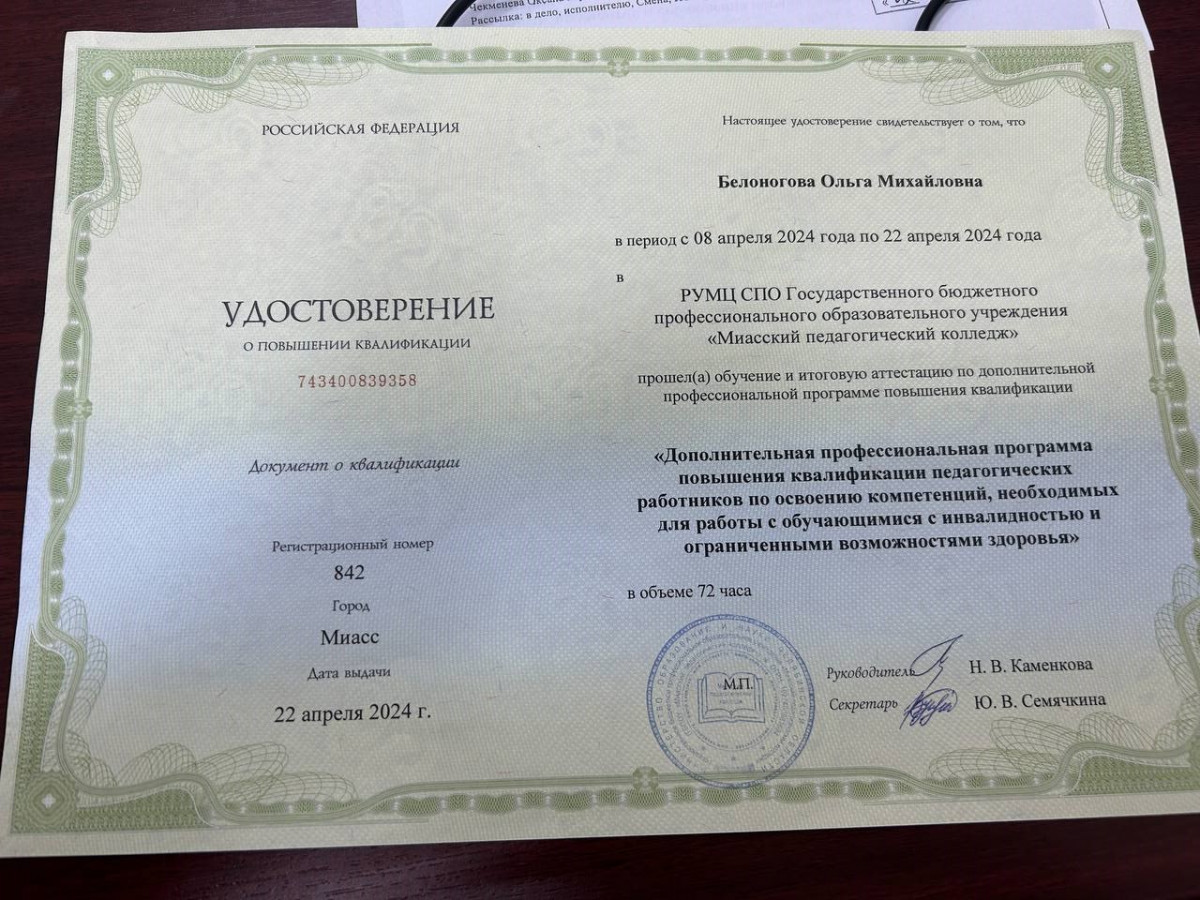 Рассылка: в дело, исполнителю,
РОССИЙСКАЯ ФЕДЕРАЦИЯ
УДОСТОВЕРЕНИЕ
О ПОВЫШЕНИИ КВАЛИФИКАЦИИ
743400839358
Документ о квалификации
Регистрационный номер
842
Город
Миасс
Дата выдачи
22 апреля 2024 г.
Настоящее удостоверение свидетельствует о том, что
Белоногова Ольга Михайловна
в период с 08 апреля 2024 года по 22 апреля 2024 года
в
РУМЦ СПО Государственного бюджетного
профессионального образовательного учреждения
«Миасский педагогический колледж»
прошел(а) обучение и итоговую аттестацию по дополнительной
профессиональной программе повышения квалификации
«Дополнительная профессиональная программа
повышения квалификации педагогических
работников по освоению компетенций, необходимых
для работы с обучающимися с инвалидностью и
ограниченными возможностями здоровья»
в объеме 72 часа
М.П.
Руководитель Н. В. Каменкова
Секретарь Ю. В. Семячкина